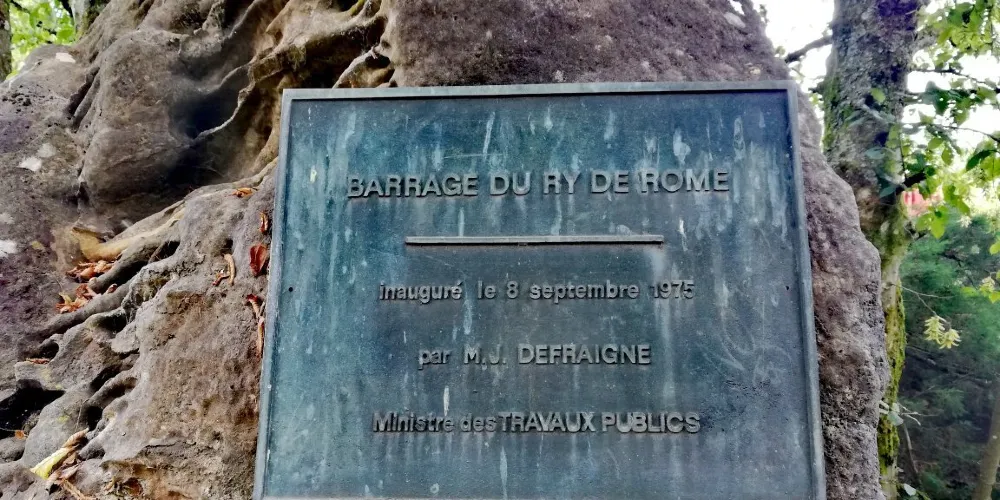 BARRAGE DU RY DE ROME
inauguré le 8 septembre 1975
par M.J. DEFRAIGNE
Ministre des TRAVAUX PUBLICS